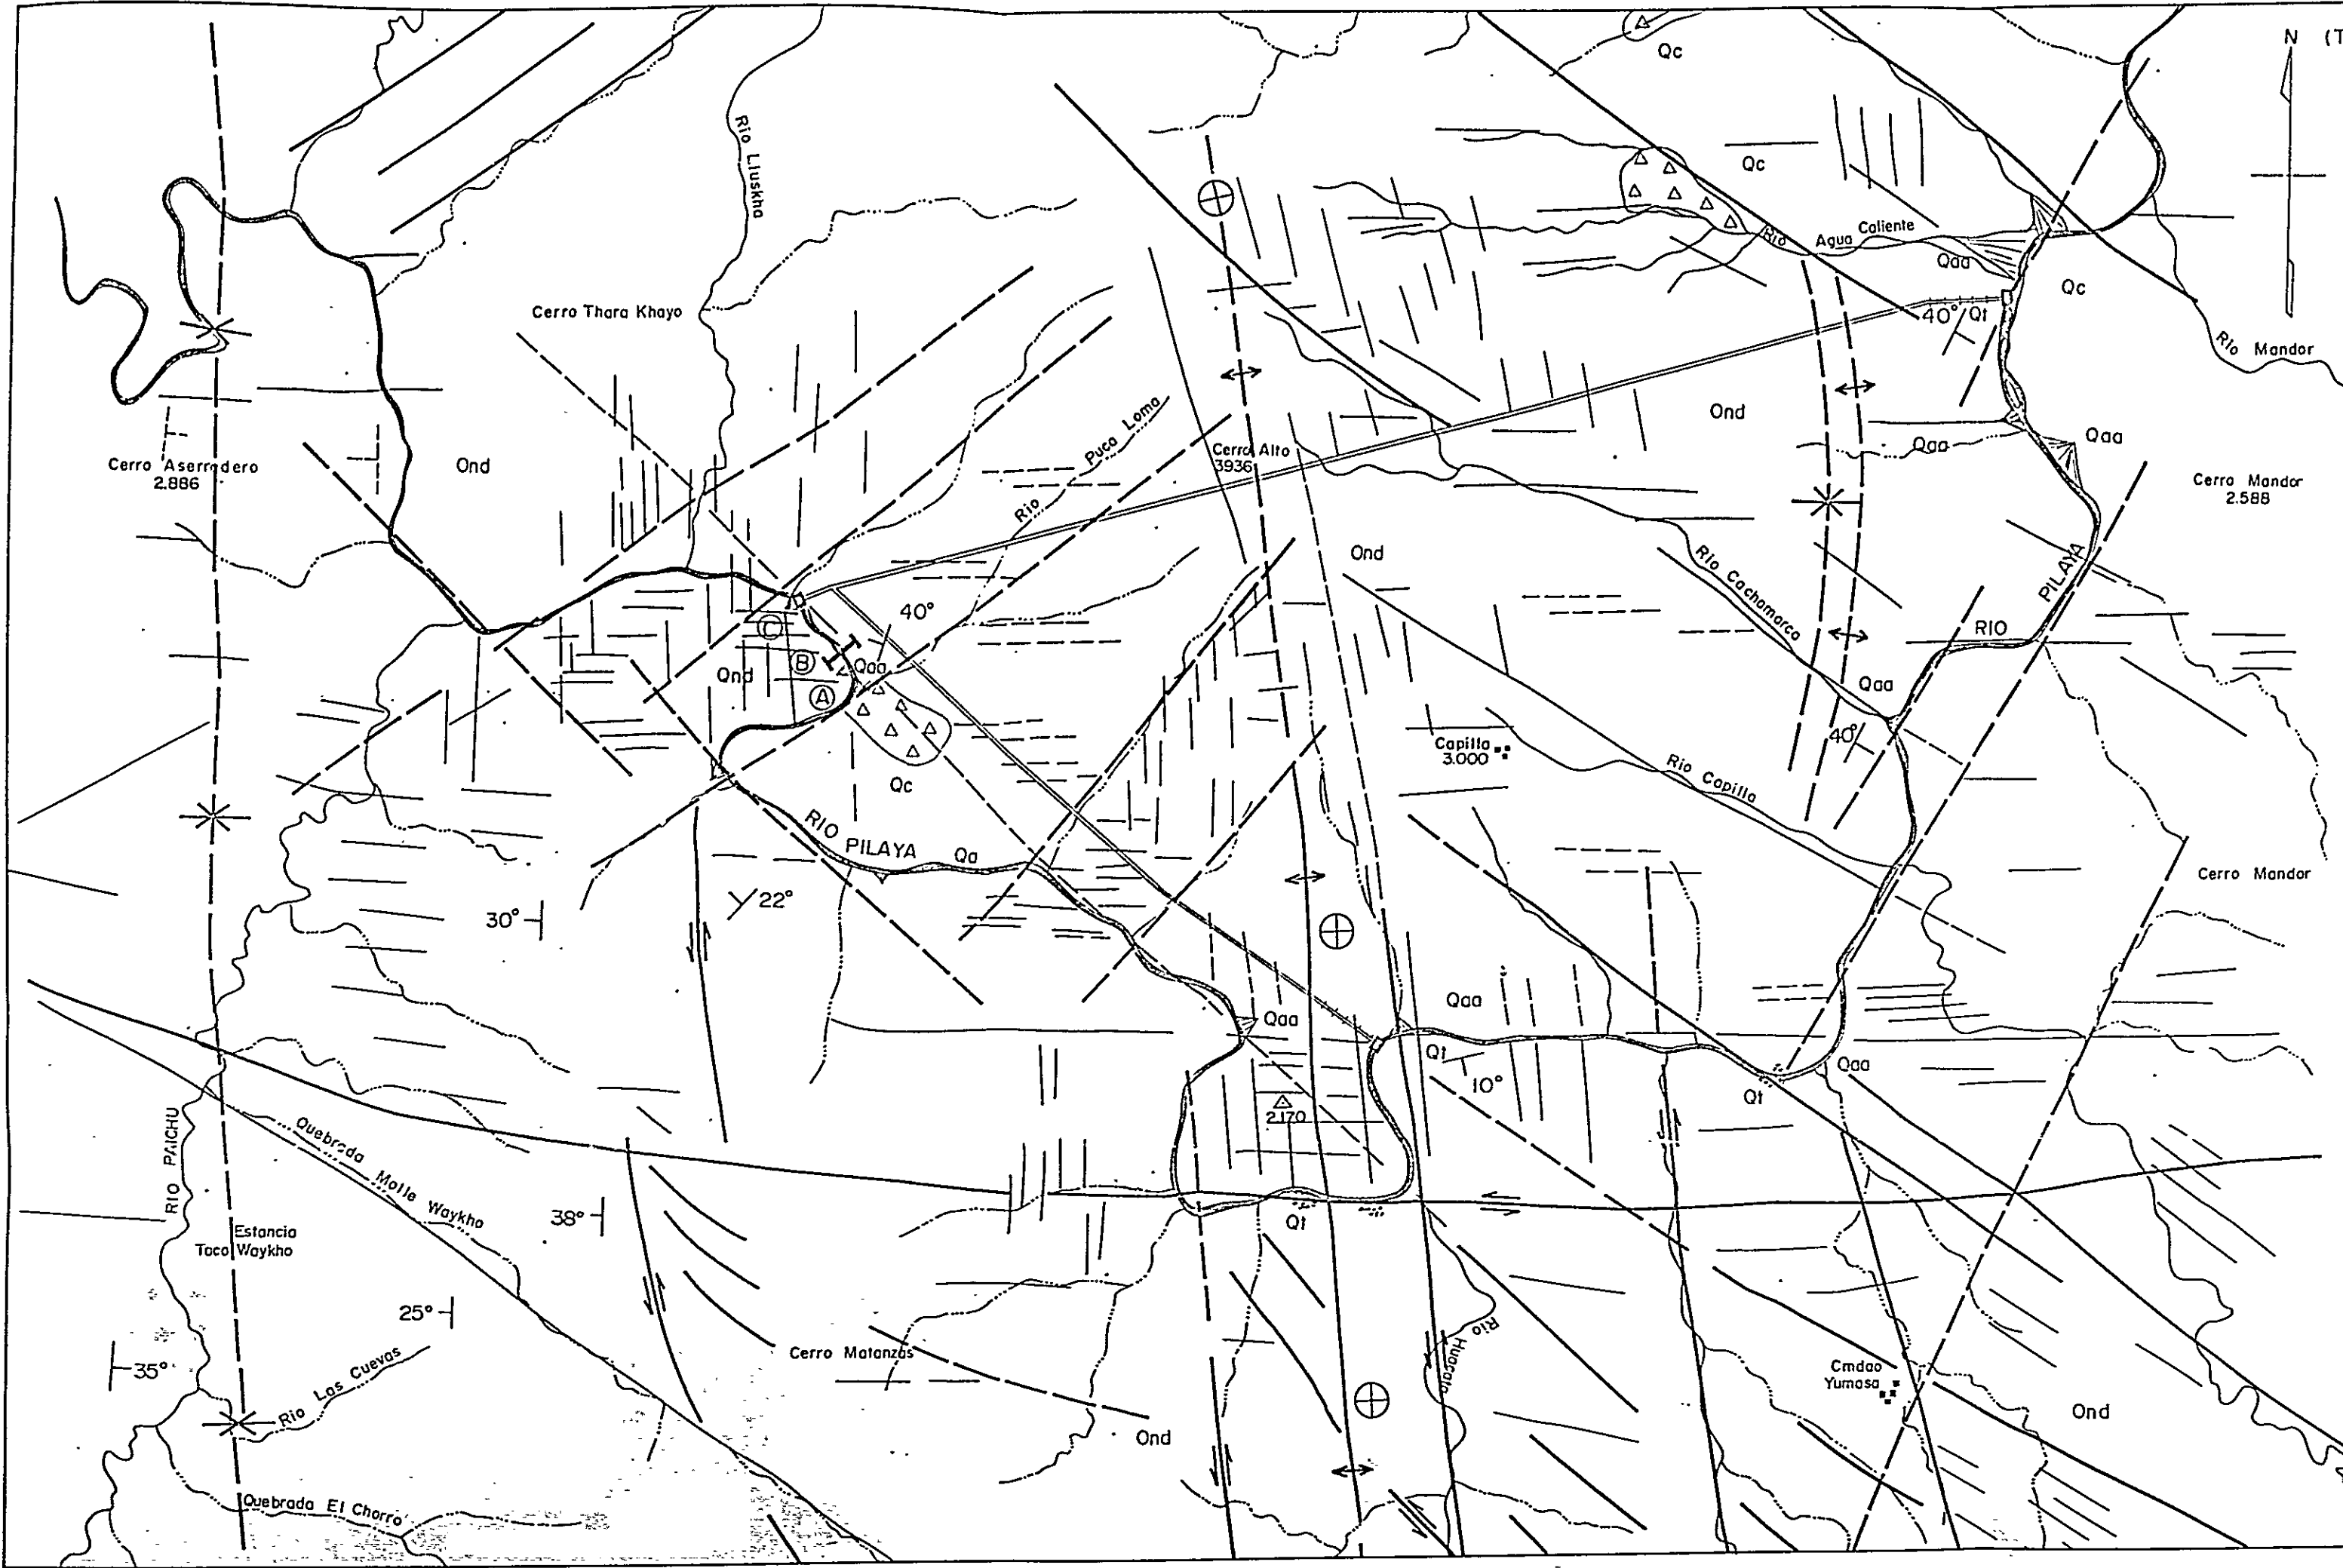 N (T
Qc
Qc
Rio Lluskha
Rio Agua Caliente
Qaa
Qc
Cerro Thara Khayo
40°
Qt
Rio Mandor
Rio Puca Loma
Ond
Qaa
Qaa
Cerro Aserradero
2.886
Ond
Cerro Alto
3936
Cerro Mandor
2.588
Ond
Rio Cachamarca
RIO PILAYA
40°
C
B
Qaa
Ond
A
Qaa
40°
Capilla
3.000
Rio Capilla
Qc
RIO PILAYA
Qa
Cerro Mandor
30°
22°
Qaa
Qaa
Qt
10°
Qaa
Qt
2.170
RIO PAICHU
Quebrada Molle Waykho
38°
Qt
Estancia
Taco Waykho
25°
35°
Rio Las Cuevas
Cerro Matanzas
Rio Huacata
Cmdao
Yumasa
Ond
Ond
Quebrada El Chorro